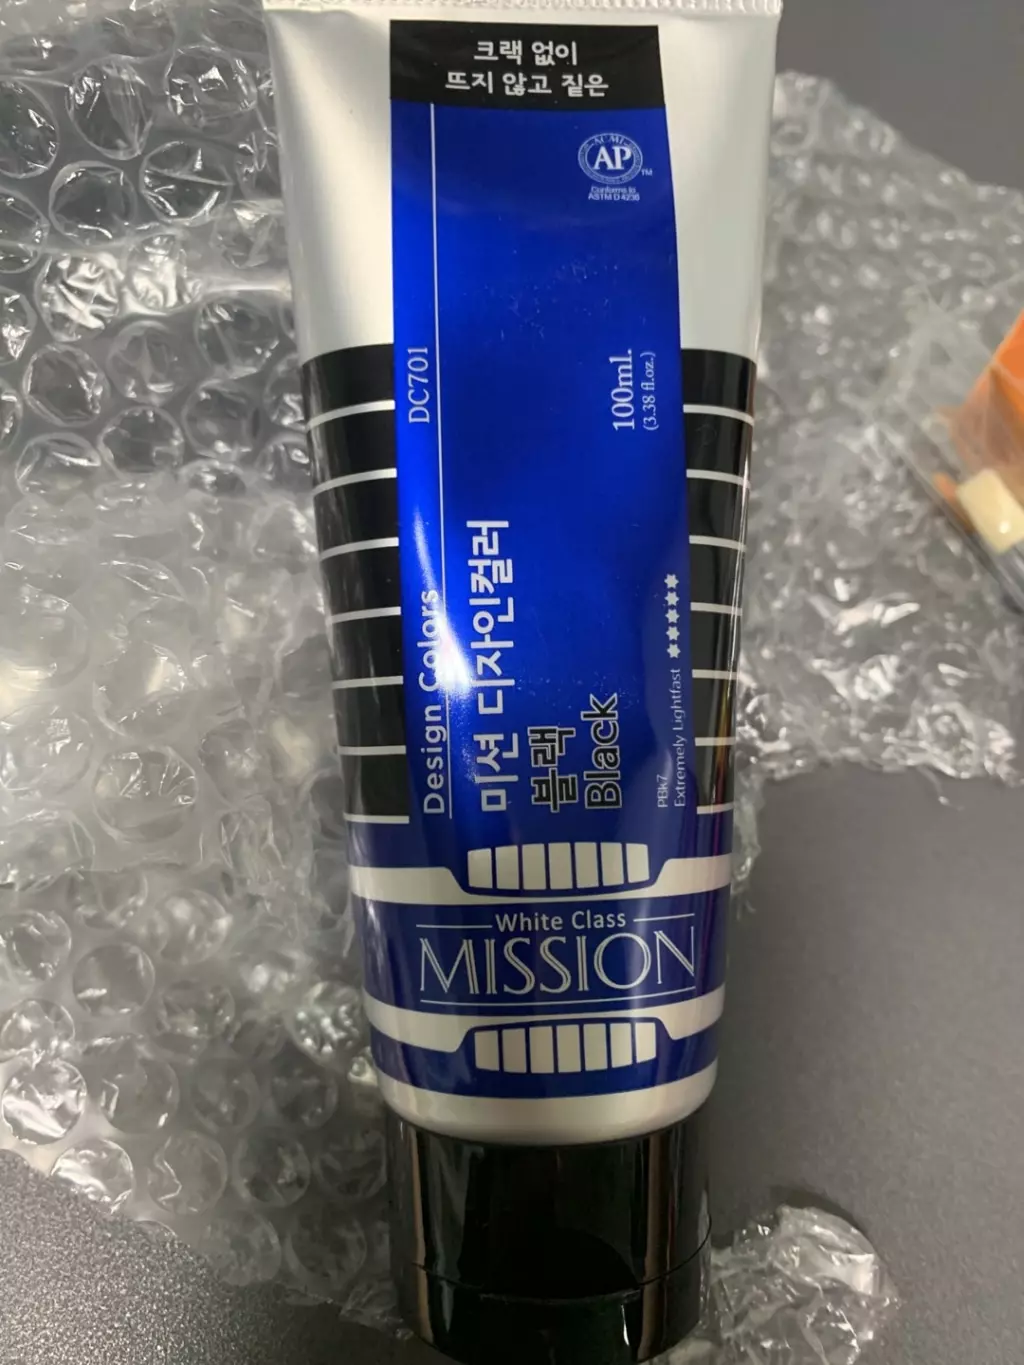 크랙 없이
뜨지 않고 짙은
ACMI
AP
TM
Conforms to
ASTM D 4236
DC701
Design Colors
미션 디자인컬러
블랙
Black
100ml.
(3.38 fl.oz.)
PBk7
Extremely Lightfast ★★★★★
White Class
MISSION